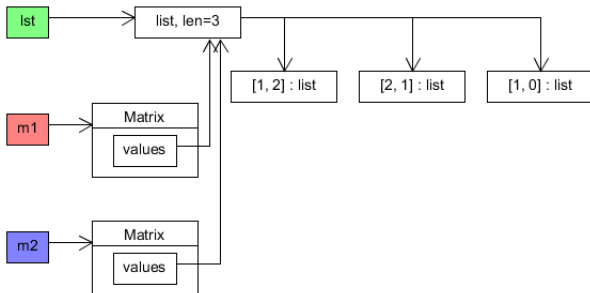 lst
list, len=3
[1, 2] : list
[2, 1] : list
[1, 0] : list
m1
Matrix
values
m2
Matrix
values